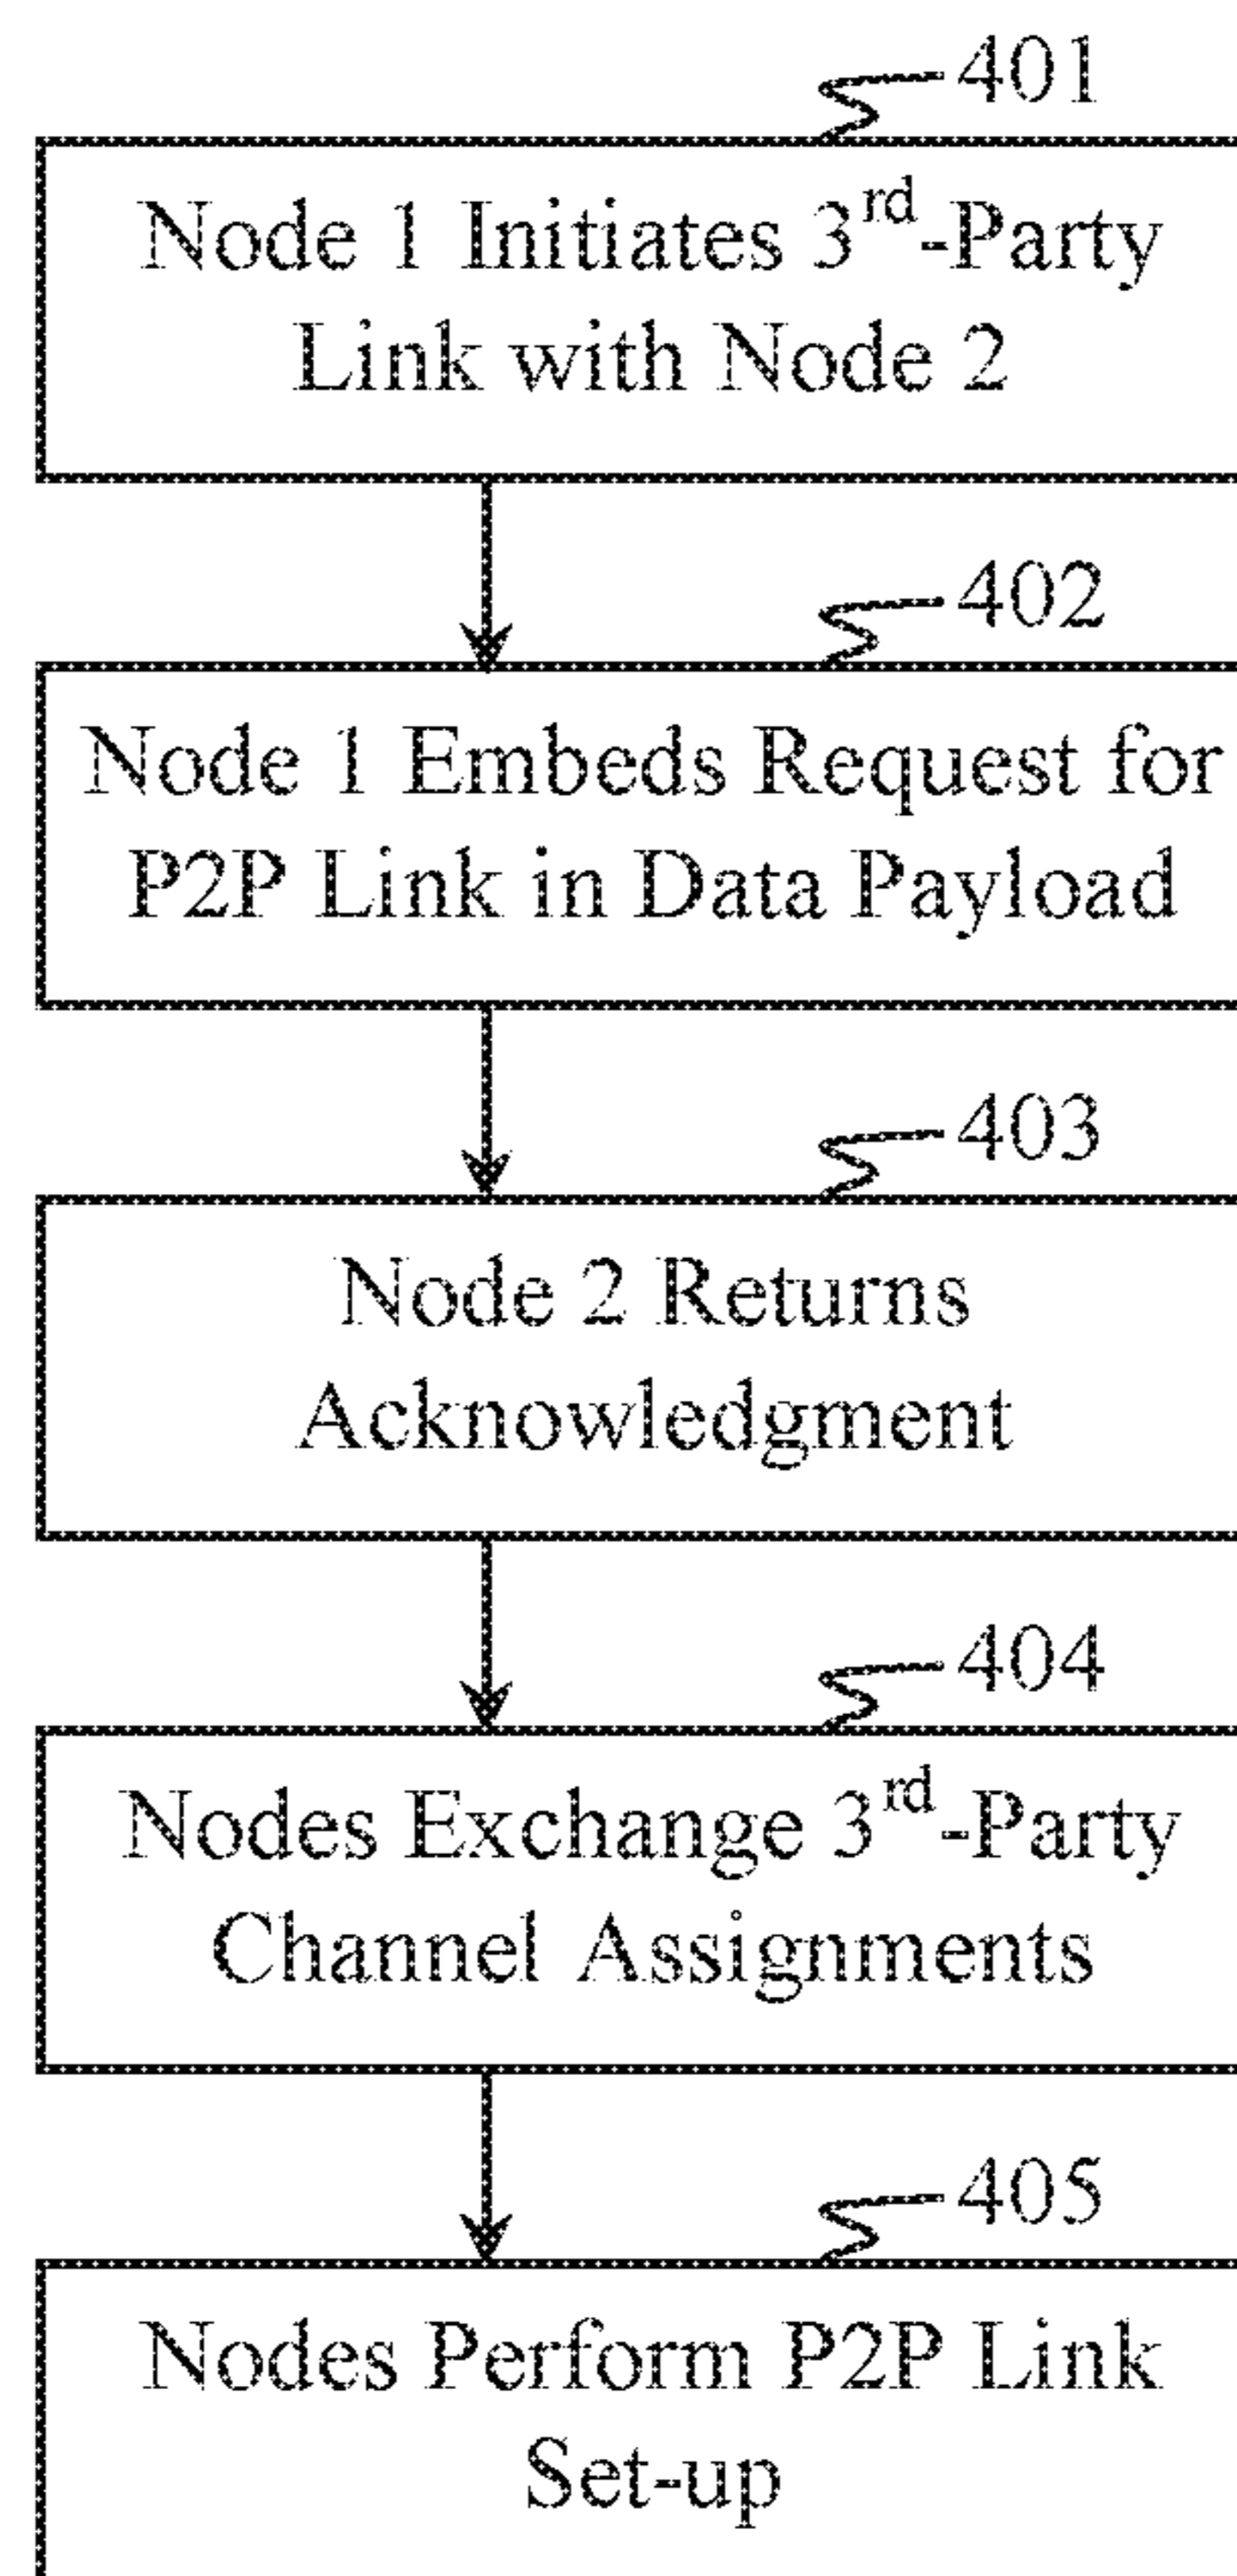 401
Node 1 Initiates 3rd-Party
Link with Node 2
402
Node 1 Embeds Request for
P2P Link in Data Payload
403
Node 2 Returns
Acknowledgment
404
Nodes Exchange 3rd-Party
Channel Assignments
405
Nodes Perform P2P Link
Set-up